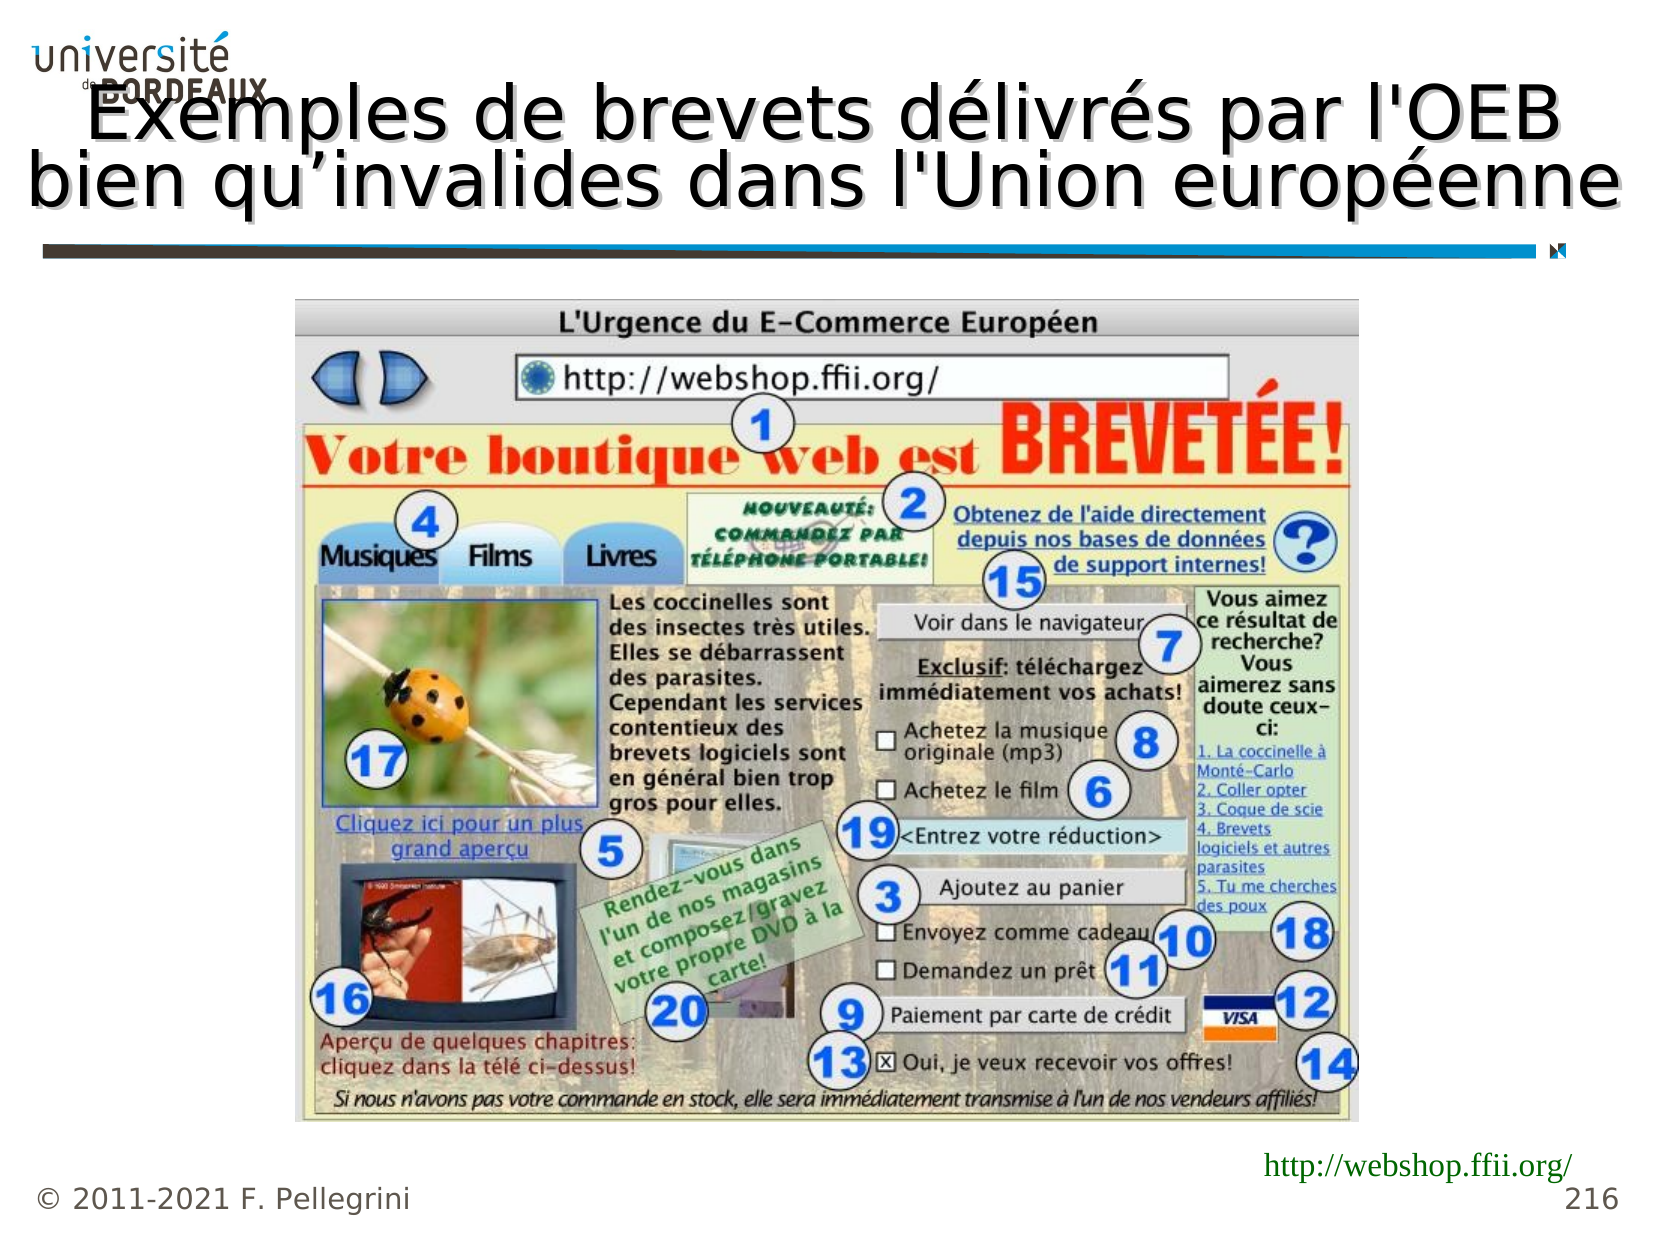 université
de BORDEAUX
Exemples de brevets délivrés par l'OEB
bien qu’invalides dans l'Union européenne
L'Urgence du E-Commerce Européen
http://webshop.ffii.org/
1
Votre boutique web est BREVETÉE!
2
4
Musiques
Films
Livres
NOUVEAUTÉ:
COMMANDEZ PAR
TÉLÉPHONE PORTABLE!
Obtenez de l'aide directement
depuis nos bases de données
de support internes!
?
15
Les coccinelles sont
des insectes très utiles.
Elles se débarrassent
des parasites.
Cependant les services
contentieux des
brevets logiciels sont
en général bien trop
gros pour elles.
17
Cliquez ici pour un plus
grand aperçu
5
Rendez-vous dans
l'un de nos magasins
et composez/gravez
votre propre DVD à la
carte!
20
16
Aperçu de quelques chapitres:
cliquez dans la télé ci-dessus!
Voir dans le navigateur
7
Exclusif: téléchargez
immédiatement vos achats!
Achetez la musique
originale (mp3)
8
Achetez le film
6
19
<Entrez votre réduction>
3
Ajoutez au panier
Envoyez comme cadeau
10
Demandez un prêt
11
9
Paiement par carte de crédit
VISA
12
13
X Oui, je veux recevoir vos offres!
14
Vous aimez
ce résultat de
recherche?
Vous
aimerez sans
doute ceux-
ci:
1. La coccinelle à
Monté-Carlo
2. Coller opter
3. Coque de scie
4. Brevets
logiciels et autres
parasites
5. Tu me cherches
des poux
18
Si nous n'avons pas votre commande en stock, elle sera immédiatement transmise à l'un de nos vendeurs affiliés!
http://webshop.ffii.org/
© 2011-2021 F. Pellegrini
216